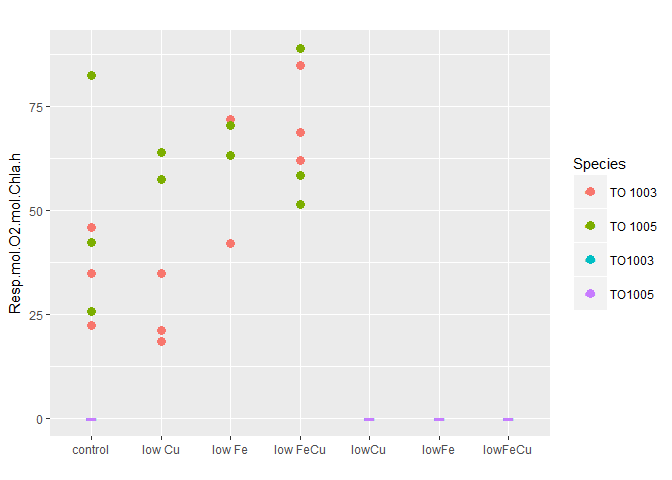 Resp.mol.O2.mol.Chla.h
75
50
25
0
control low Cu low Fe low FeCu lowCu lowFe lowFeCu
Species
TO 1003
TO 1005
TO1003
TO1005